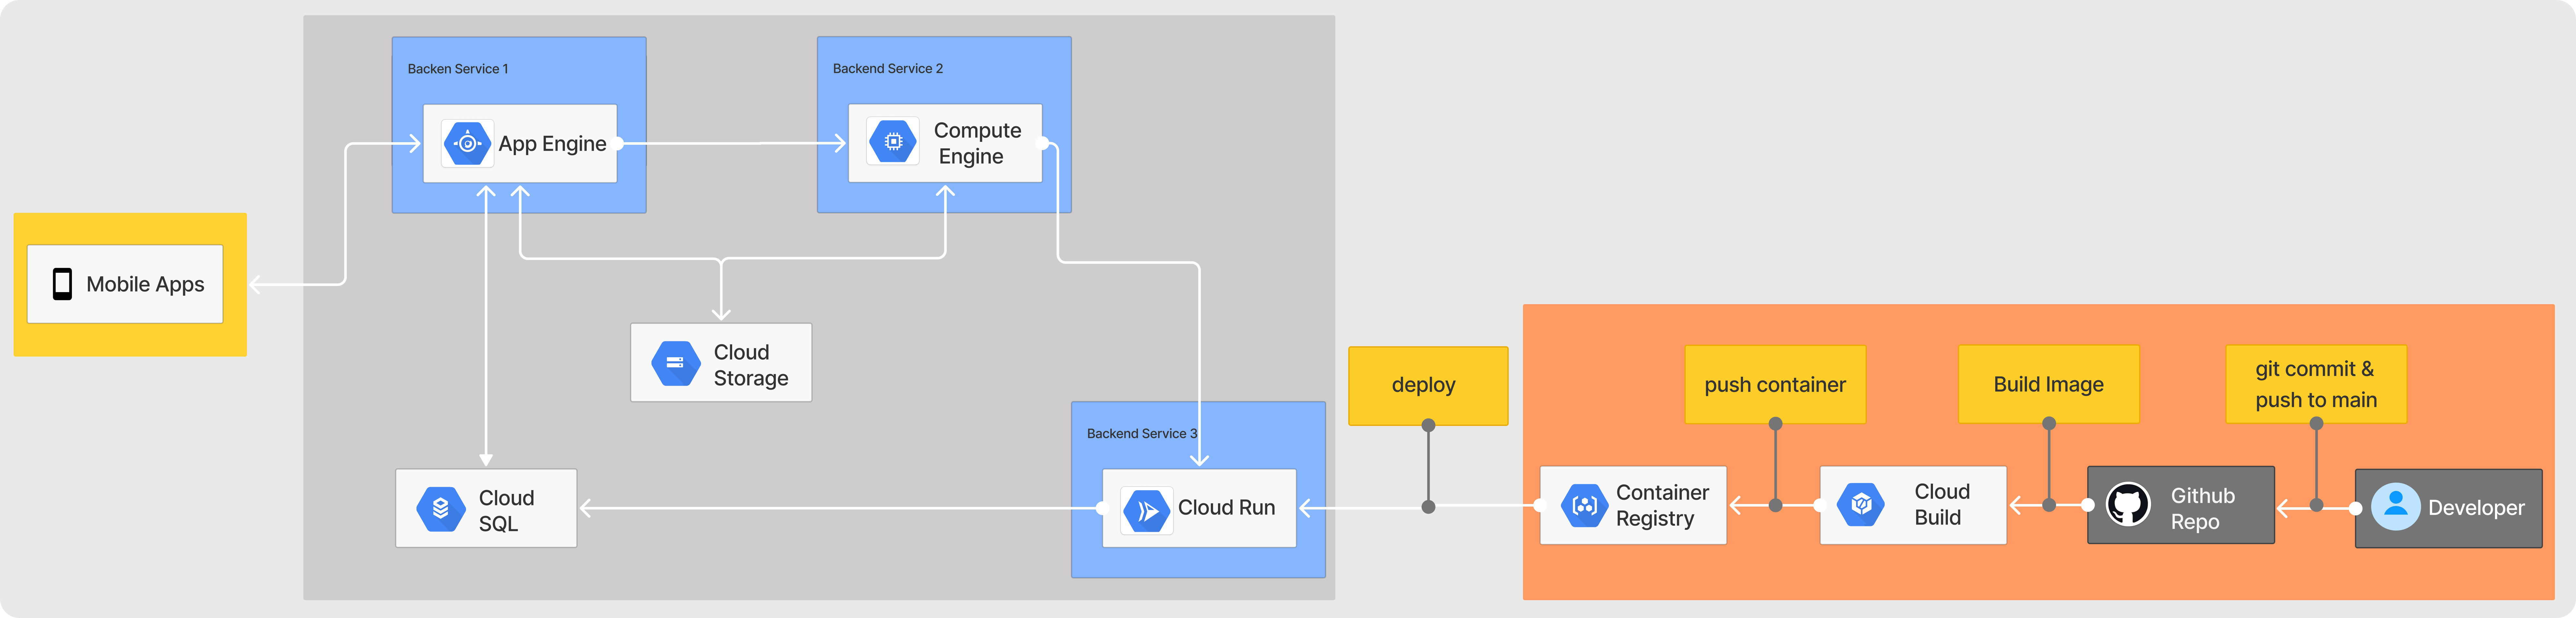 Backen Service 1
App Engine
Backend Service 2
Compute
Engine
Mobile Apps
Cloud
Storage
Cloud
SQL
Backend Service 3
Cloud Run
deploy
push container
Build Image
git commit &
push to main
Container
Registry
Cloud
Build
Github
Repo
Developer